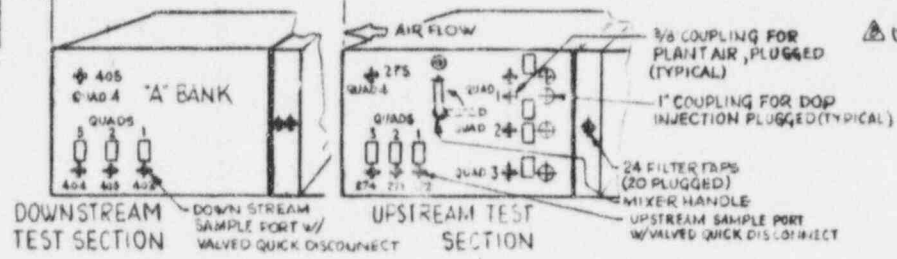 AIR FLOW
3/8 COUPLING FOR
PLANT AIR, PLUGGED
(TYPICAL)
1" COUPLING FOR DOP
INJECTION PLUGGED (TYPICAL)
24 FILTER TAPS
(20 PLUGGED)
MIXER HANDLE
UPSTREAM SAMPLE PORT
W/VALVED QUICK DISCONNECT
405
QUAD 4
"A" BANK
QUADS
3 2 1
404 403 402
DOWNSTREAM
TEST SECTION
DOWN STREAM
SAMPLE PORT W/
VALVED QUICK DISCONNECT
275
QUAD 4
QUADS
3 2 1
274
QUAD
1
QUAD 2
QUAD 3
UPSTREAM TEST
SECTION